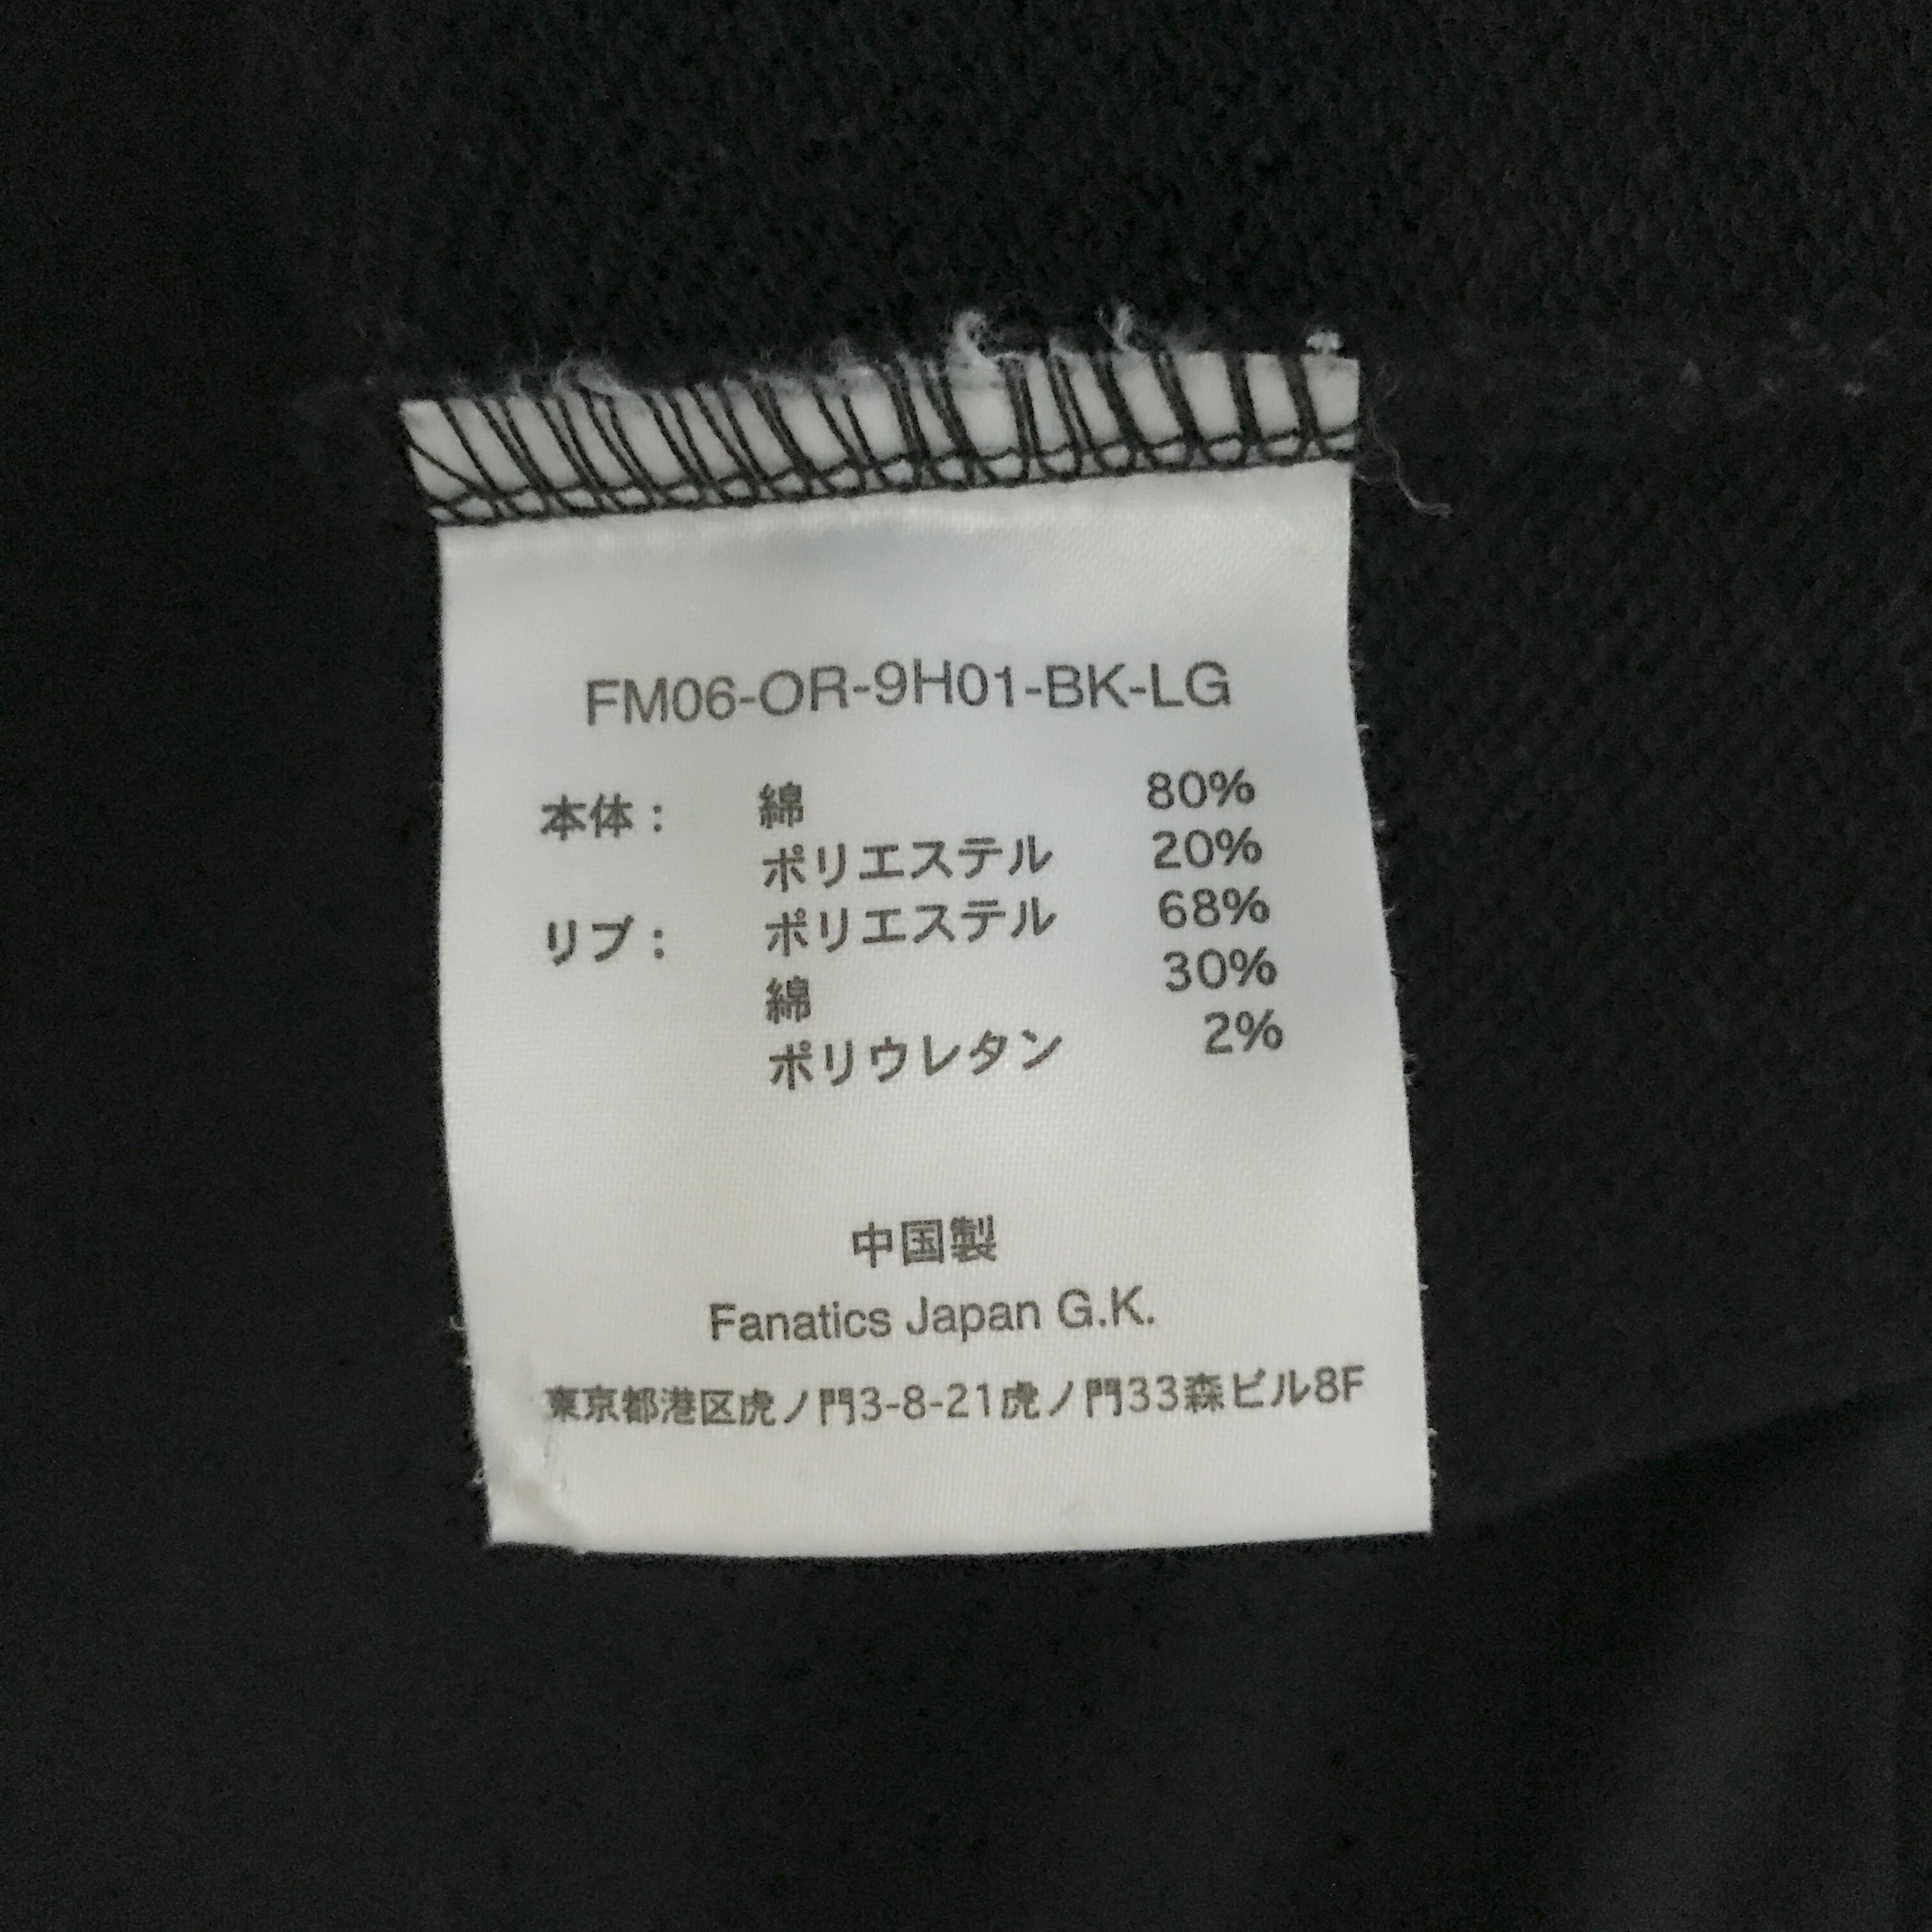 FM06-OR-9H01-BK-LG
本体： 綿 80%
ポリエステル 20%
リブ： ポリエステル 68%
綿 30%
ポリウレタン 2%
中国製
Fanatics Japan G.K.
東京都港区虎ノ門3-8-21虎ノ門33森ビル8F